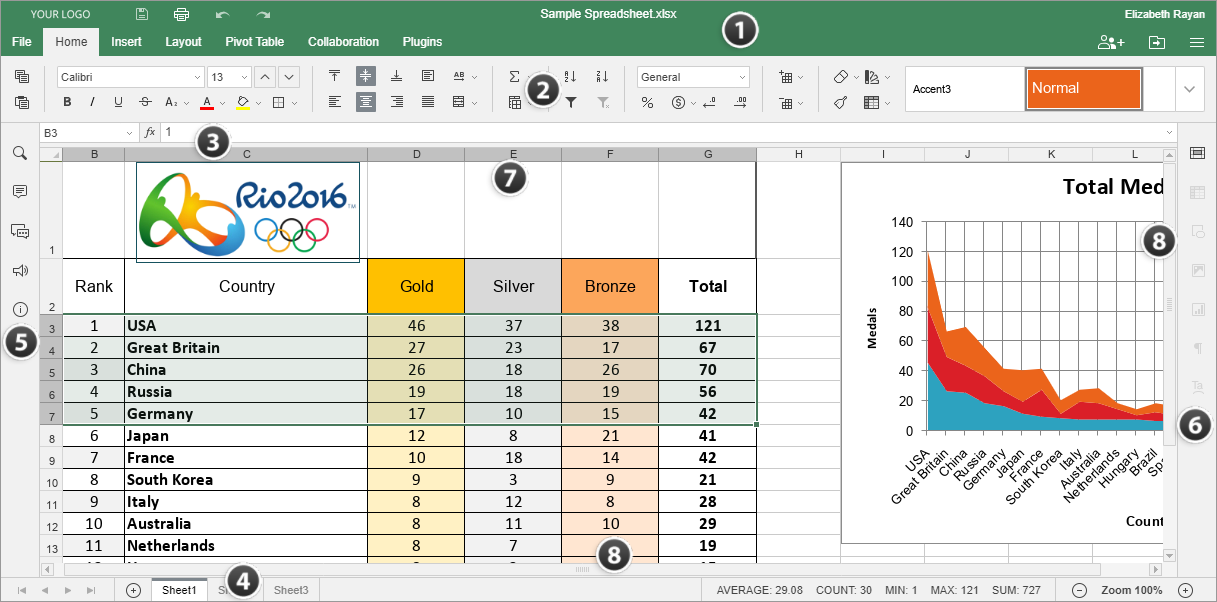 YOUR LOGO Sample Spreadsheet.xlsx Elizabeth Rayan
1
File Home Insert Layout Pivot Table Collaboration Plugins
Calibri 13 General
2
Accent3 Normal
B3 fx 1
3
B C D E F G H I J K L
7
Rio2016™
1
Total Med
140
120
100
80
60
40
20
0
Medals
8
2 Rank Country Gold Silver Bronze Total
3 1 USA 46 37 38 121
4 2 Great Britain 27 23 17 67
5 3 China 26 18 26 70
6 4 Russia 19 18 19 56
7 5 Germany 17 10 15 42
8 6 Japan 12 8 21 41
9 7 France 10 18 14 42
10 8 South Korea 9 3 9 21
11 9 Italy 8 12 8 28
12 10 Australia 8 11 10 29
13 11 Netherlands 8 7 19
5
6
8
USA Great Britain China Russia Germany Japan France South Korea Italy Australia Netherlands Hungary Brazil Spa
Count
Sheet1 4 Sheet3
AVERAGE: 29.08 COUNT: 30 MIN: 1 MAX: 121 SUM: 727 Zoom 100%